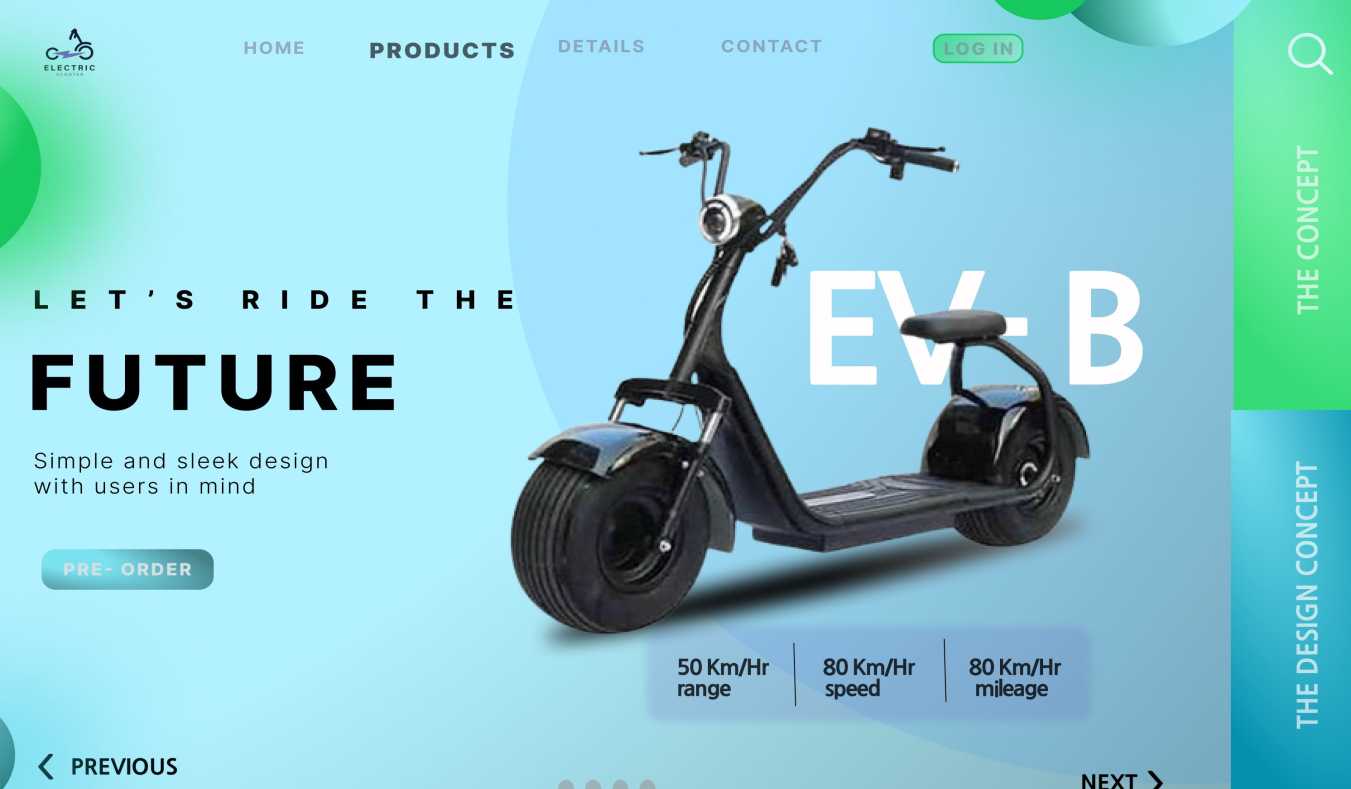 ELECTRIC
SCOOTER
HOME
PRODUCTS
DETAILS
CONTACT
LOG IN
LET'S RIDE THE
FUTURE
Simple and sleek design
with users in mind
PRE- ORDER
EV- B
50 Km/Hr
range
80 Km/Hr
speed
80 Km/Hr
mileage
PREVIOUS
NEXT
THE CONCEPT
THE DESIGN CONCEPT